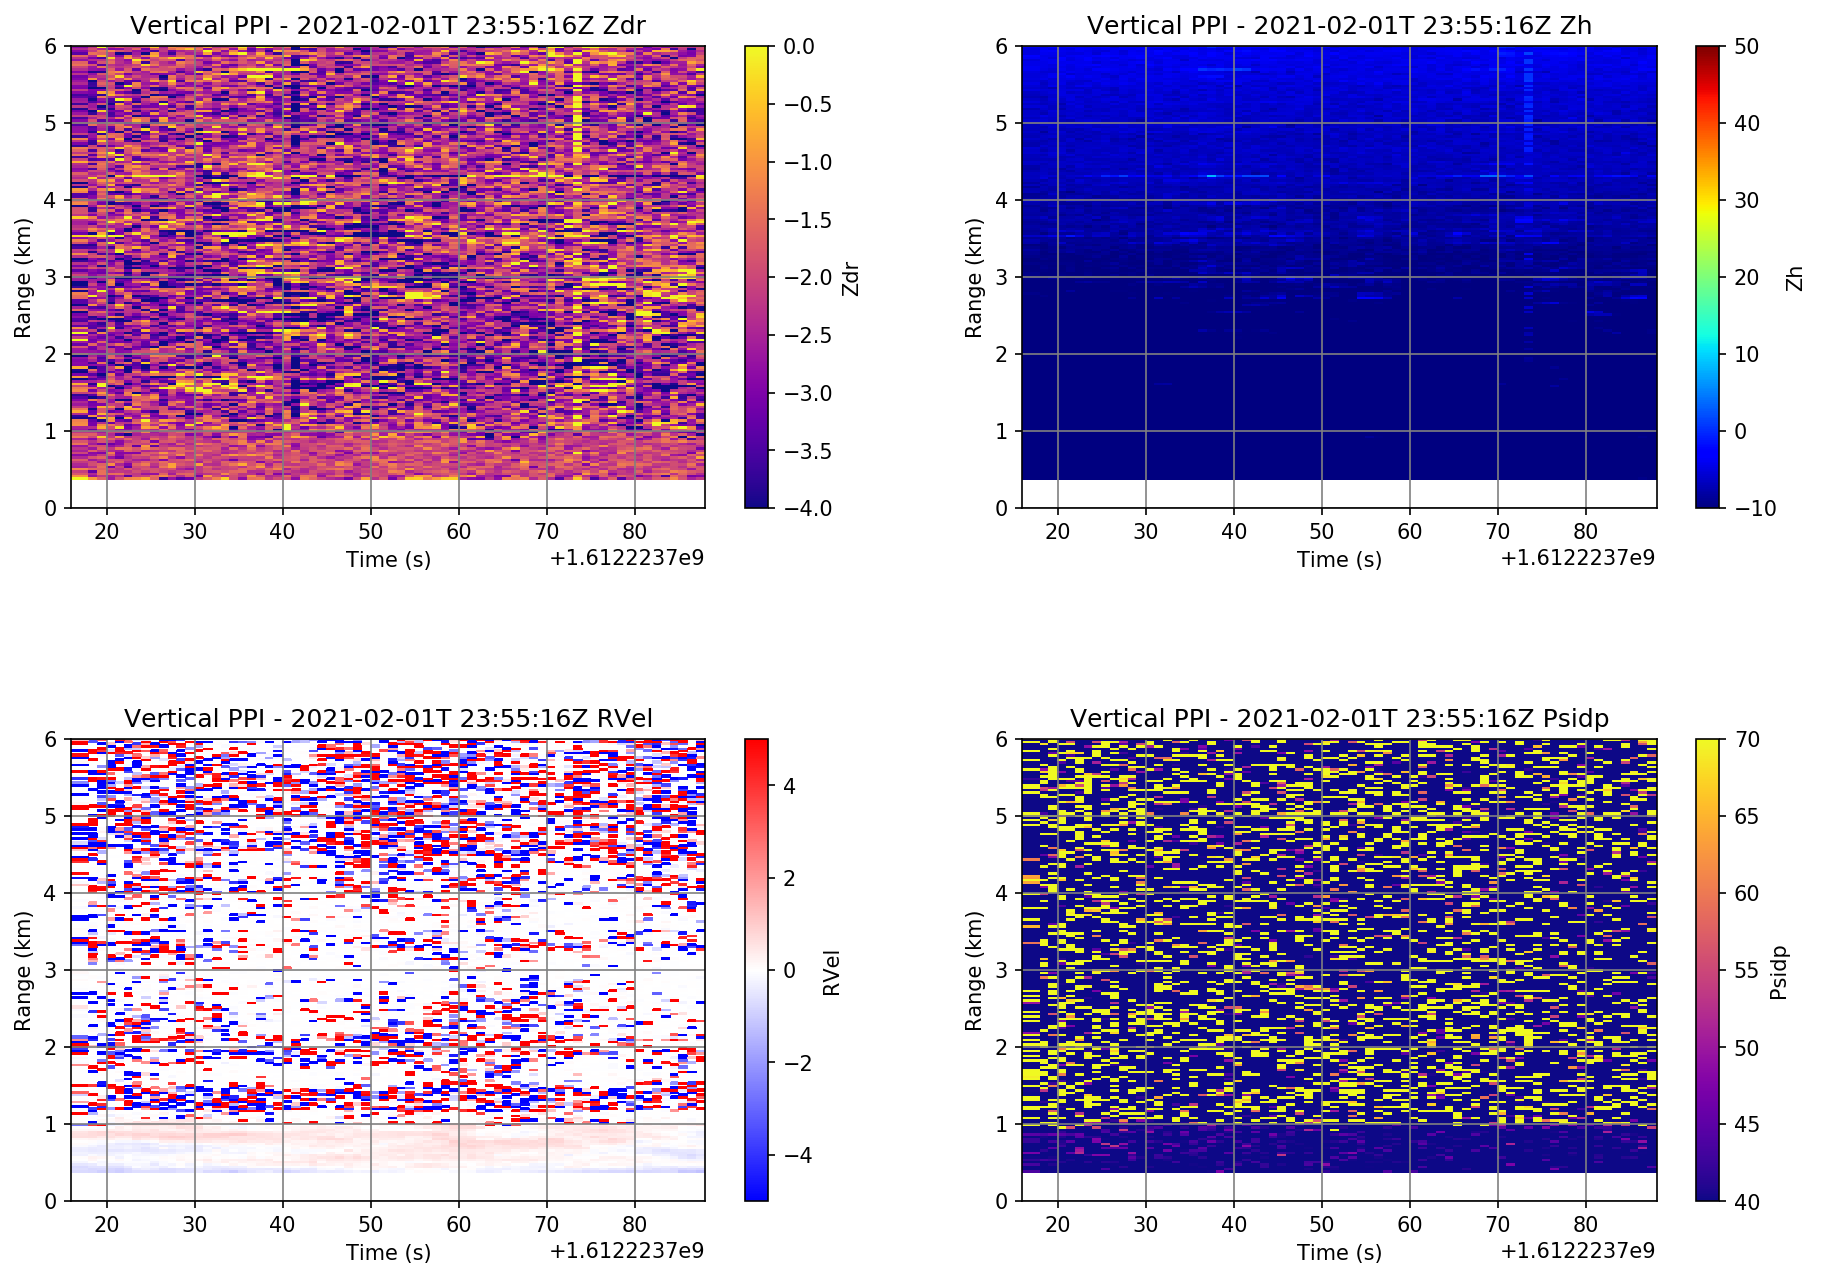 Vertical PPI - 2021-02-01T 23:55:16Z Zdr
6
5
4
3
2
1
0
Range (km)
20 30 40 50 60 70 80
Time (s)
+1.6122237e9
0.0
−0.5
−1.0
−1.5
−2.0
−2.5
−3.0
−3.5
−4.0
Zdr
Vertical PPI - 2021-02-01T 23:55:16Z Zh
6
5
4
3
2
1
0
Range (km)
20 30 40 50 60 70 80
Time (s)
+1.6122237e9
50
40
30
20
10
0
−10
Zh
Vertical PPI - 2021-02-01T 23:55:16Z RVel
6
5
4
3
2
1
0
Range (km)
20 30 40 50 60 70 80
Time (s)
+1.6122237e9
4
2
0
−2
−4
RVel
Vertical PPI - 2021-02-01T 23:55:16Z Psidp
6
5
4
3
2
1
0
Range (km)
20 30 40 50 60 70 80
Time (s)
+1.6122237e9
70
65
60
55
50
45
40
Psidp